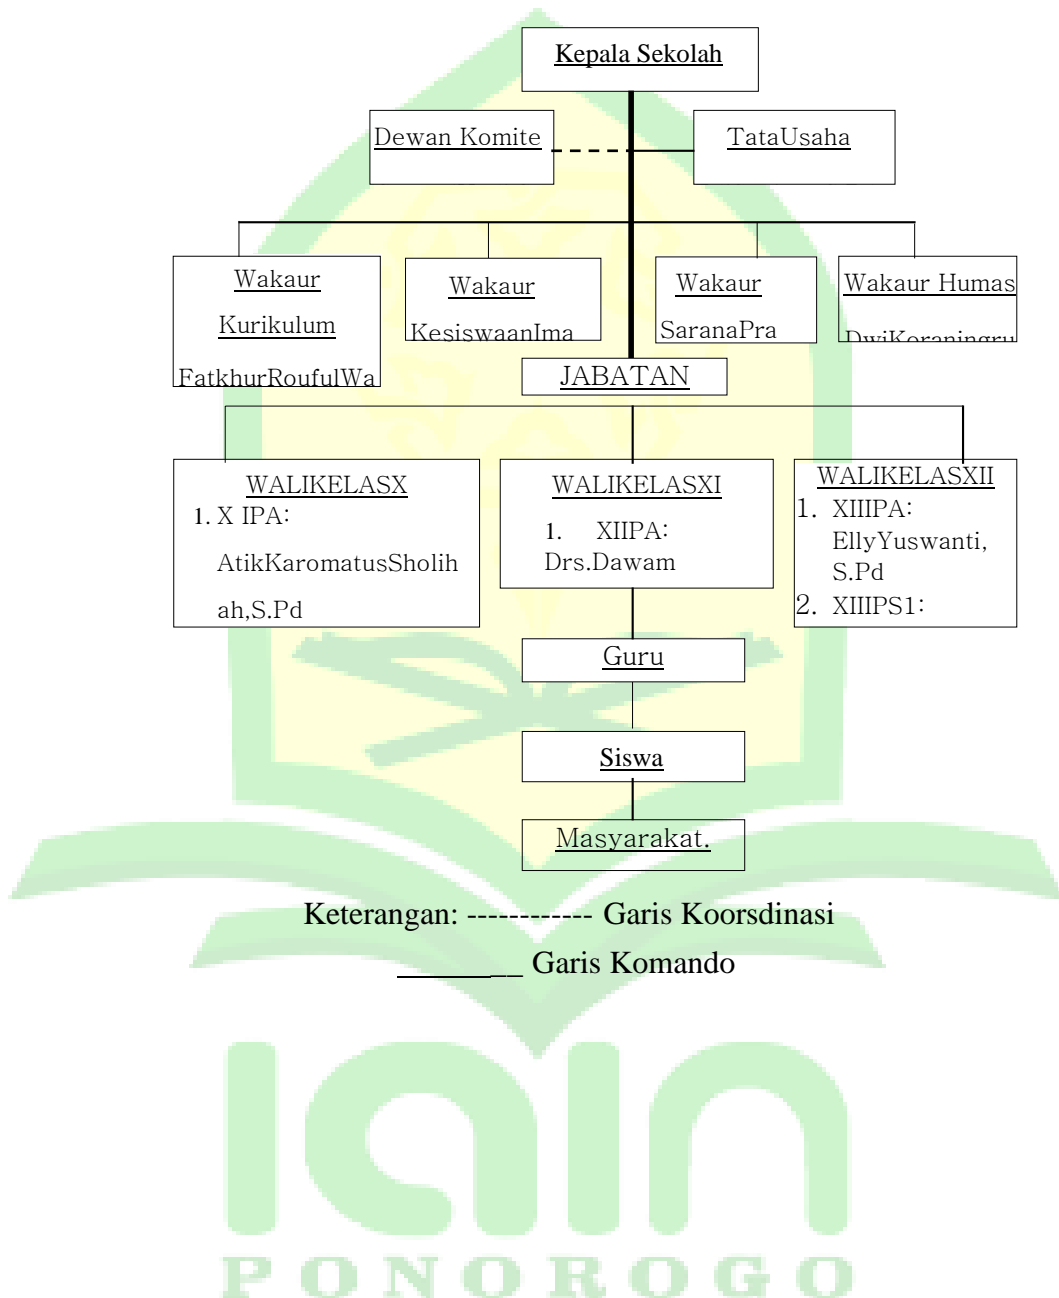 Kepala Sekolah
Dewan Komite
TataUsaha
Wakaur
Kurikulum
FatkhurRoufulWa
Wakaur
KesiswaanIma
Wakaur
SaranaPra
Wakaur Humas
DwiKoraningru
JABATAN
WALIKELASX
1. X IPA:
AtikKaromatusSholih
ah,S.Pd
WALIKELASXI
1. XIIPA:
Drs.Dawam
WALIKELASXII
1. XIIIPA:
EllyYuswanti,
S.Pd
2. XIIIPS1:
Guru
Siswa
Masyarakat.
Keterangan: ------------ Garis Koorsdinasi
________ Garis Komando
iain
PONOROGO